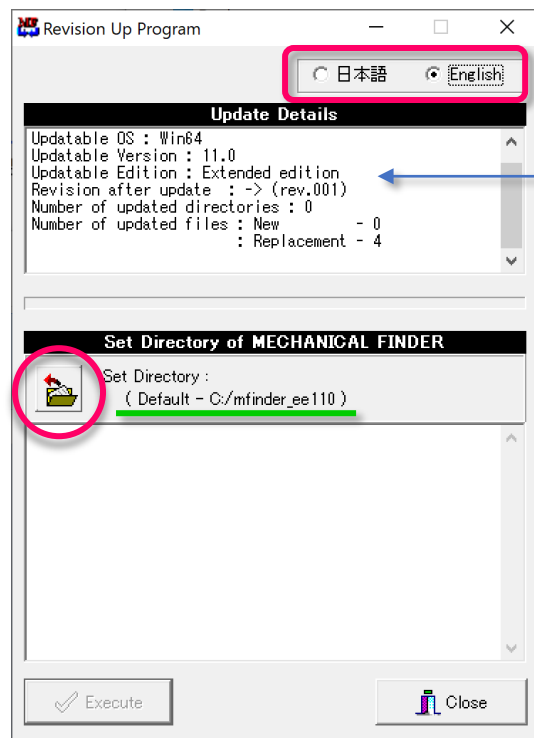 Revision Up Program
日本語 English
Update Details
Updatable OS : Win64
Updatable Version : 11.0
Updatable Edition : Extended edition
Revision after update : -> (rev.001)
Number of updated directories : 0
Number of updated files : New - 0
: Replacement - 4
Set Directory of MECHANICAL FINDER
Set Directory :
( Default - C:/mfinder_ee110 )
Execute
Close